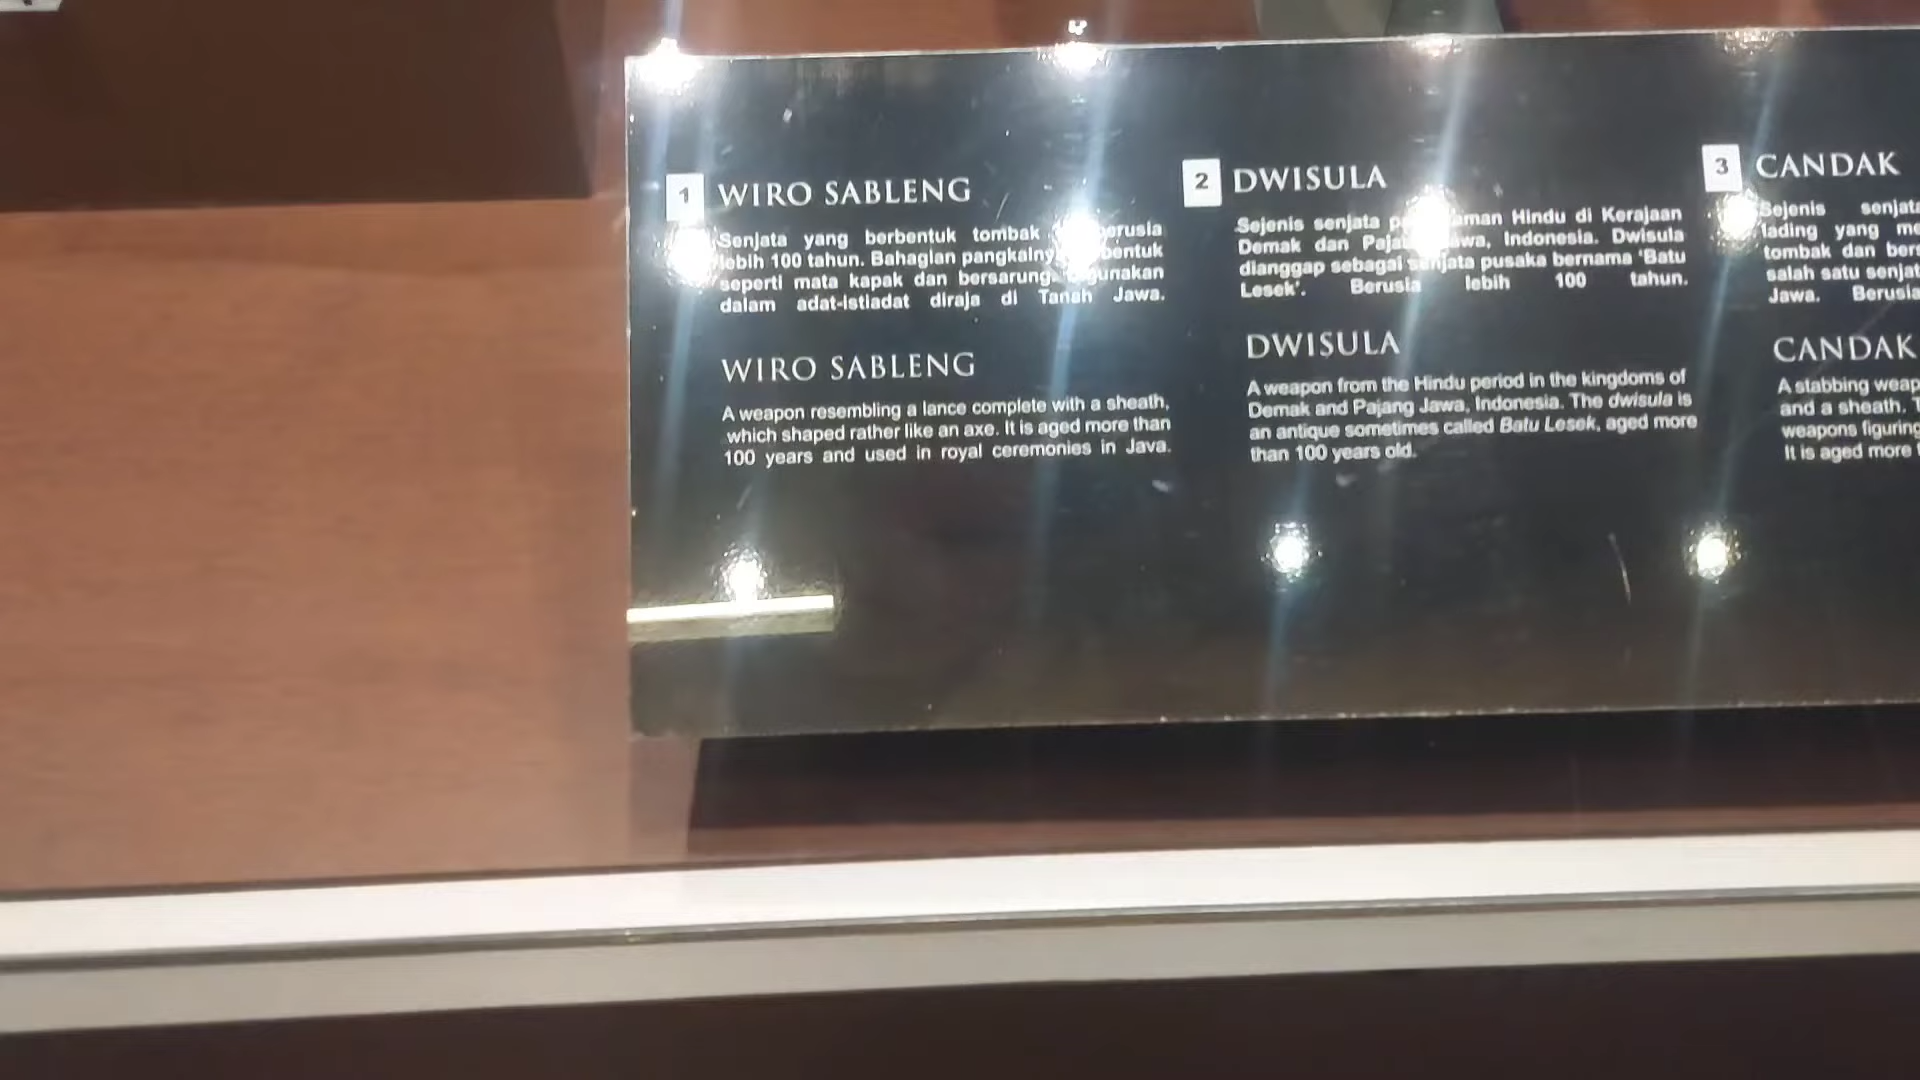 1 WIRO SABLENG
Senjata yang berbentuk tombak
lebih 100 tahun. Bahagian
seperti mata kapak dan bersarung.
dalam adat-istiadat diraja di Tanah Jawa.
WIRO SABLENG
A weapon resembling a lance complete with a sheath,
which shaped rather like an axe. It is aged more than
100 years and used in royal ceremonies in Java.
2 DWISULA
Sejenis senjata Hindu di Kerajaan
Demak dan Indonesia. Dwisula
dianggap sebagai senjata pusaka bernama 'Batu
Lesek'. Berusia lebih 100 tahun.
DWISULA
A weapon from the Hindu period in the kingdoms of
Demak and Pajang Jawa, Indonesia. The dwisula is
an antique sometimes called Batu Lesek, aged more
than 100 years old.
3 CANDAK
Sejenis
lading yang
tombak dan
salah satu
Jawa. Berusia
CANDAK
A stabbing
and a sheath.
weapons
It is aged more